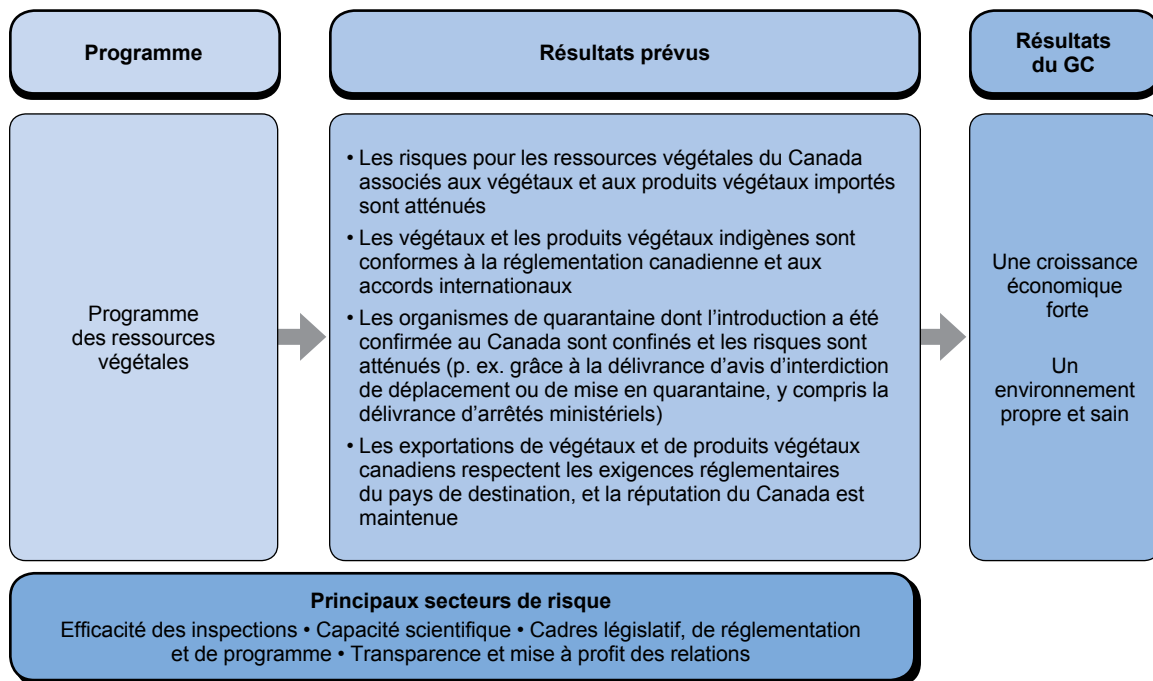 Programme
Résultats prévus
Résultats
du GC
Programme
des ressources
végétales
• Les risques pour les ressources végétales du Canada
associés aux végétaux et aux produits végétaux importés
sont atténués
• Les végétaux et les produits végétaux indigènes sont
conformes à la réglementation canadienne et aux
accords internationaux
• Les organismes de quarantaine dont l’introduction a été
confirmée au Canada sont confinés et les risques sont
atténués (p. ex. grâce à la délivrance d’avis d’interdiction
de déplacement ou de mise en quarantaine, y compris la
délivrance d’arrêtés ministériels)
• Les exportations de végétaux et de produits végétaux
canadiens respectent les exigences réglementaires
du pays de destination, et la réputation du Canada est
maintenue
Une croissance
économique
forte
Un
environnement
propre et sain
Principaux secteurs de risque
Efficacité des inspections • Capacité scientifique • Cadres législatif, de réglementation
et de programme • Transparence et mise à profit des relations